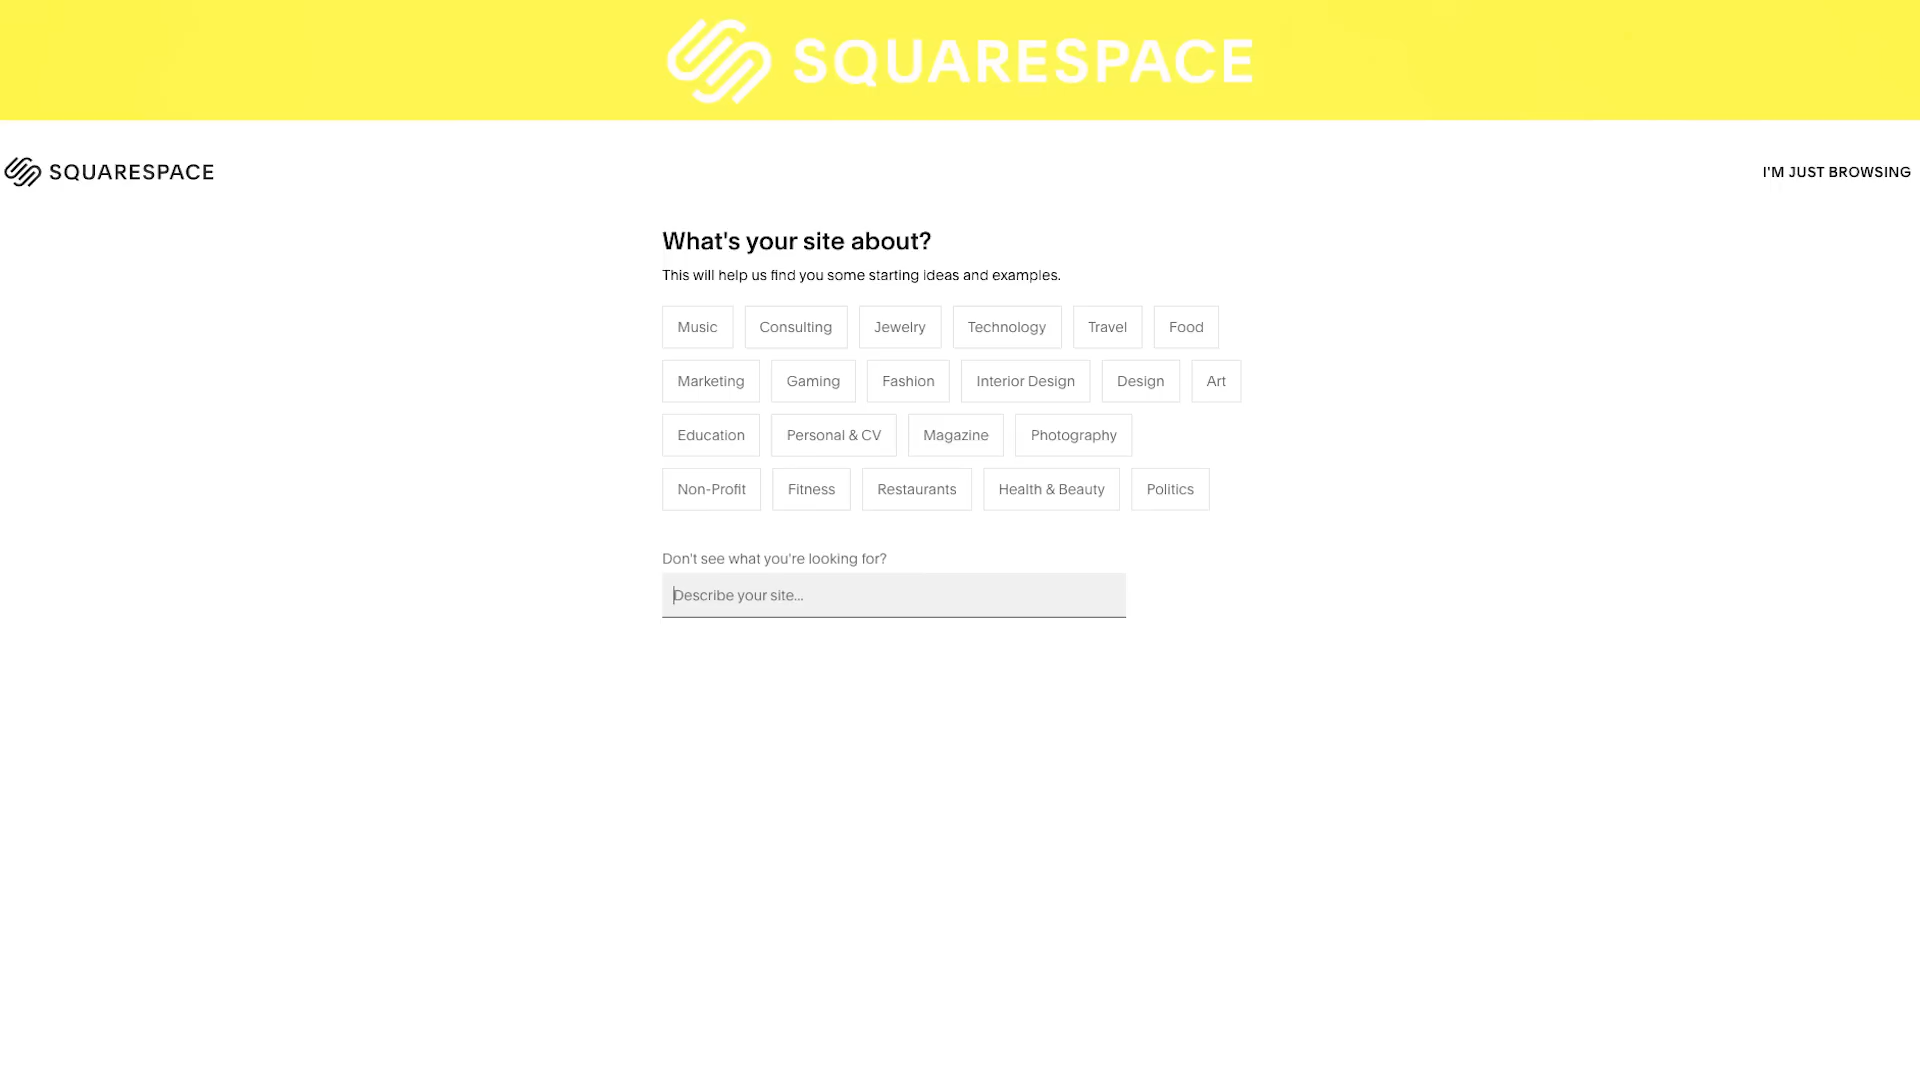 SQUARESPACE
SQUARESPACE
I'M JUST BROWSING
What's your site about?
This will help us find you some starting ideas and examples.
Music Consulting Jewelry Technology Travel Food
Marketing Gaming Fashion Interior Design Design Art
Education Personal & CV Magazine Photography
Non-Profit Fitness Restaurants Health & Beauty Politics
Don't see what you're looking for?
Describe your site...